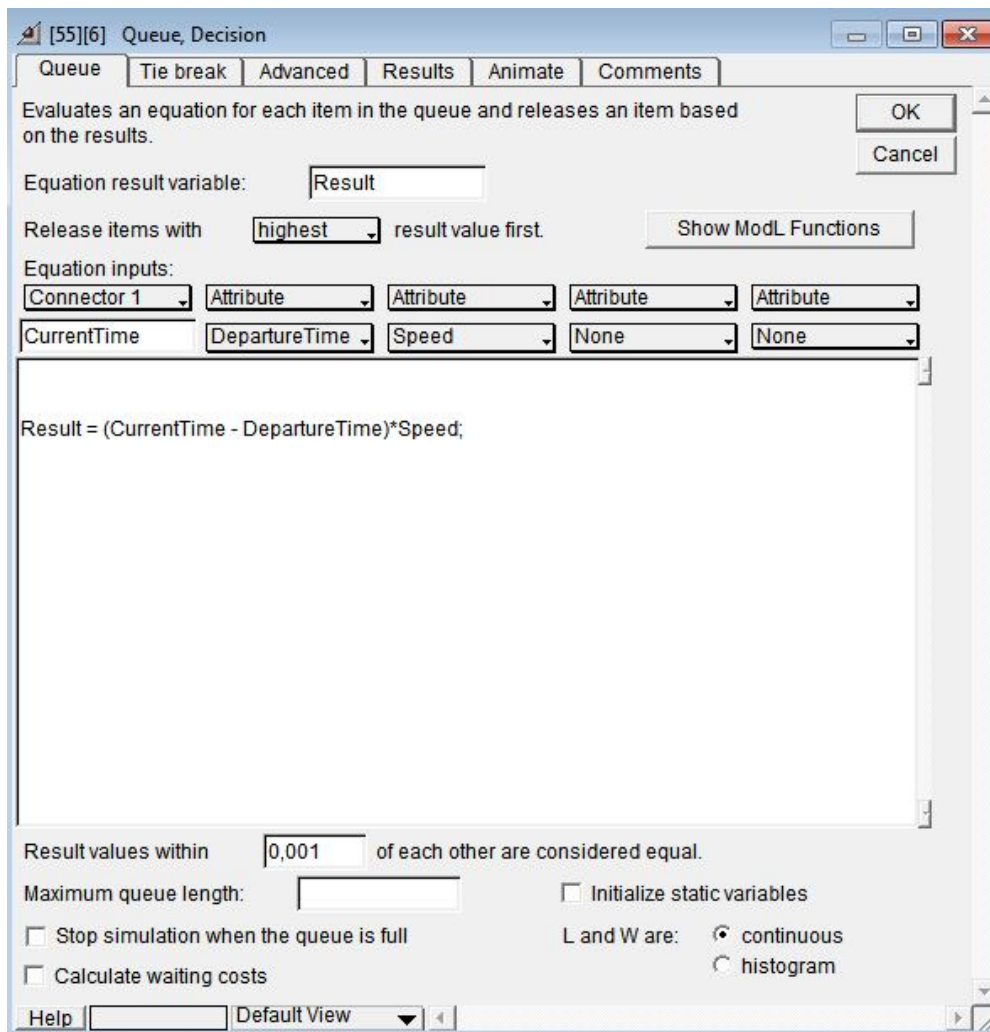 [55][6] Queue, Decision
Queue Tie break Advanced Results Animate Comments
Evaluates an equation for each item in the queue and releases an item based
on the results.
OK
Cancel
Equation result variable: Result
Release items with highest result value first. Show ModL Functions
Equation inputs:
Connector 1 Attribute Attribute Attribute Attribute
CurrentTime DepartureTime Speed None None
Result = (CurrentTime - DepartureTime)*Speed;
Result values within 0,001 of each other are considered equal.
Maximum queue length: Initialize static variables
Stop simulation when the queue is full L and W are: continuous
histogram
Calculate waiting costs
Help Default View